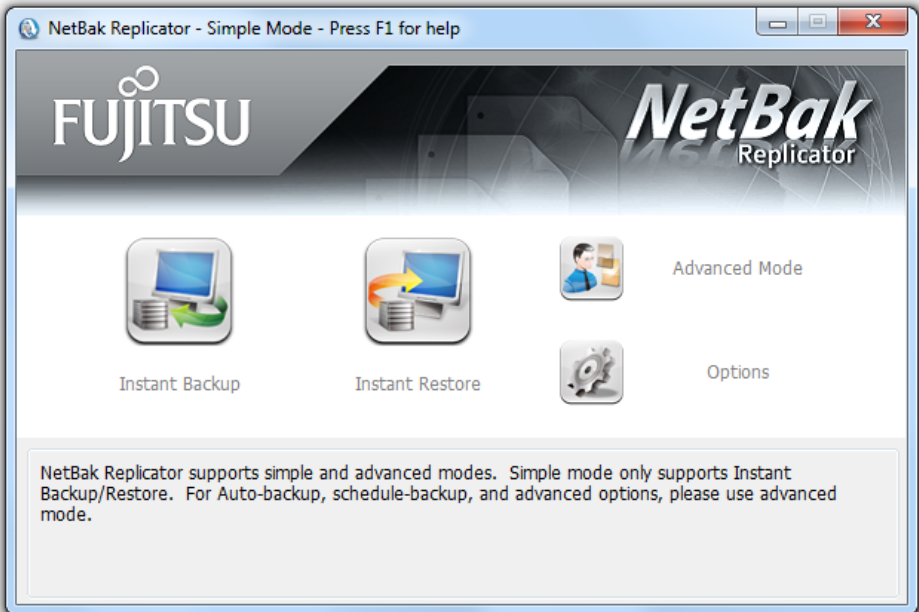 NetBak Replicator - Simple Mode - Press F1 for help
FUJITSU
NetBak
Replicator
Advanced Mode
Options
Instant Backup
Instant Restore
NetBak Replicator supports simple and advanced modes.  Simple mode only supports Instant
Backup/Restore.  For Auto-backup, schedule-backup, and advanced options, please use advanced
mode.